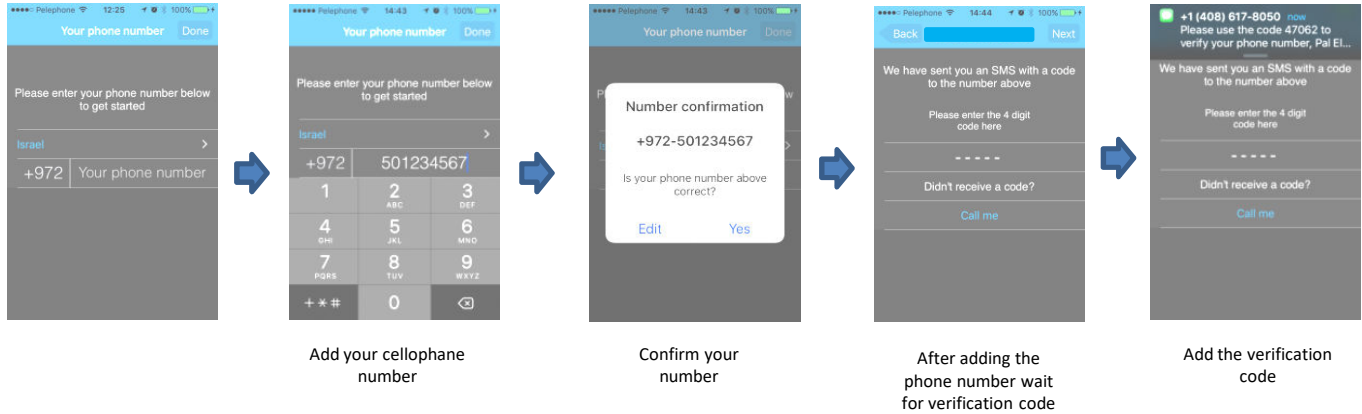 Pelephone 12:25 100%
Your phone number Done
Please enter your phone number below
to get started
Israel >
+972 Your phone number
Pelephone 14:43 100%
Your phone number Done
Please enter your phone number below
to get started
Israel >
+972 501234567
1 2 3
ABC DEF
4 5 6
GHI JKL MNO
7 8 9
PQRS TUV WXYZ
+*# 0
Add your cellophane
number
Pelephone 14:43 100%
Your phone number Done
Number confirmation
+972-501234567
Is your phone number above
correct?
Edit Yes
Confirm your
number
Pelephone 14:44 100%
Back Next
We have sent you an SMS with a code
to the number above
Please enter the 4 digit
code here
- - - - -
Didn't receive a code?
Call me
After adding the
phone number wait
for verification code
+1 (408) 617-8050 now
Please use the code 47062 to
verify your phone number, Pal El...
We have sent you an SMS with a code
to the number above
Please enter the 4 digit
code here
- - - - -
Didn't receive a code?
Call me
Add the verification
code